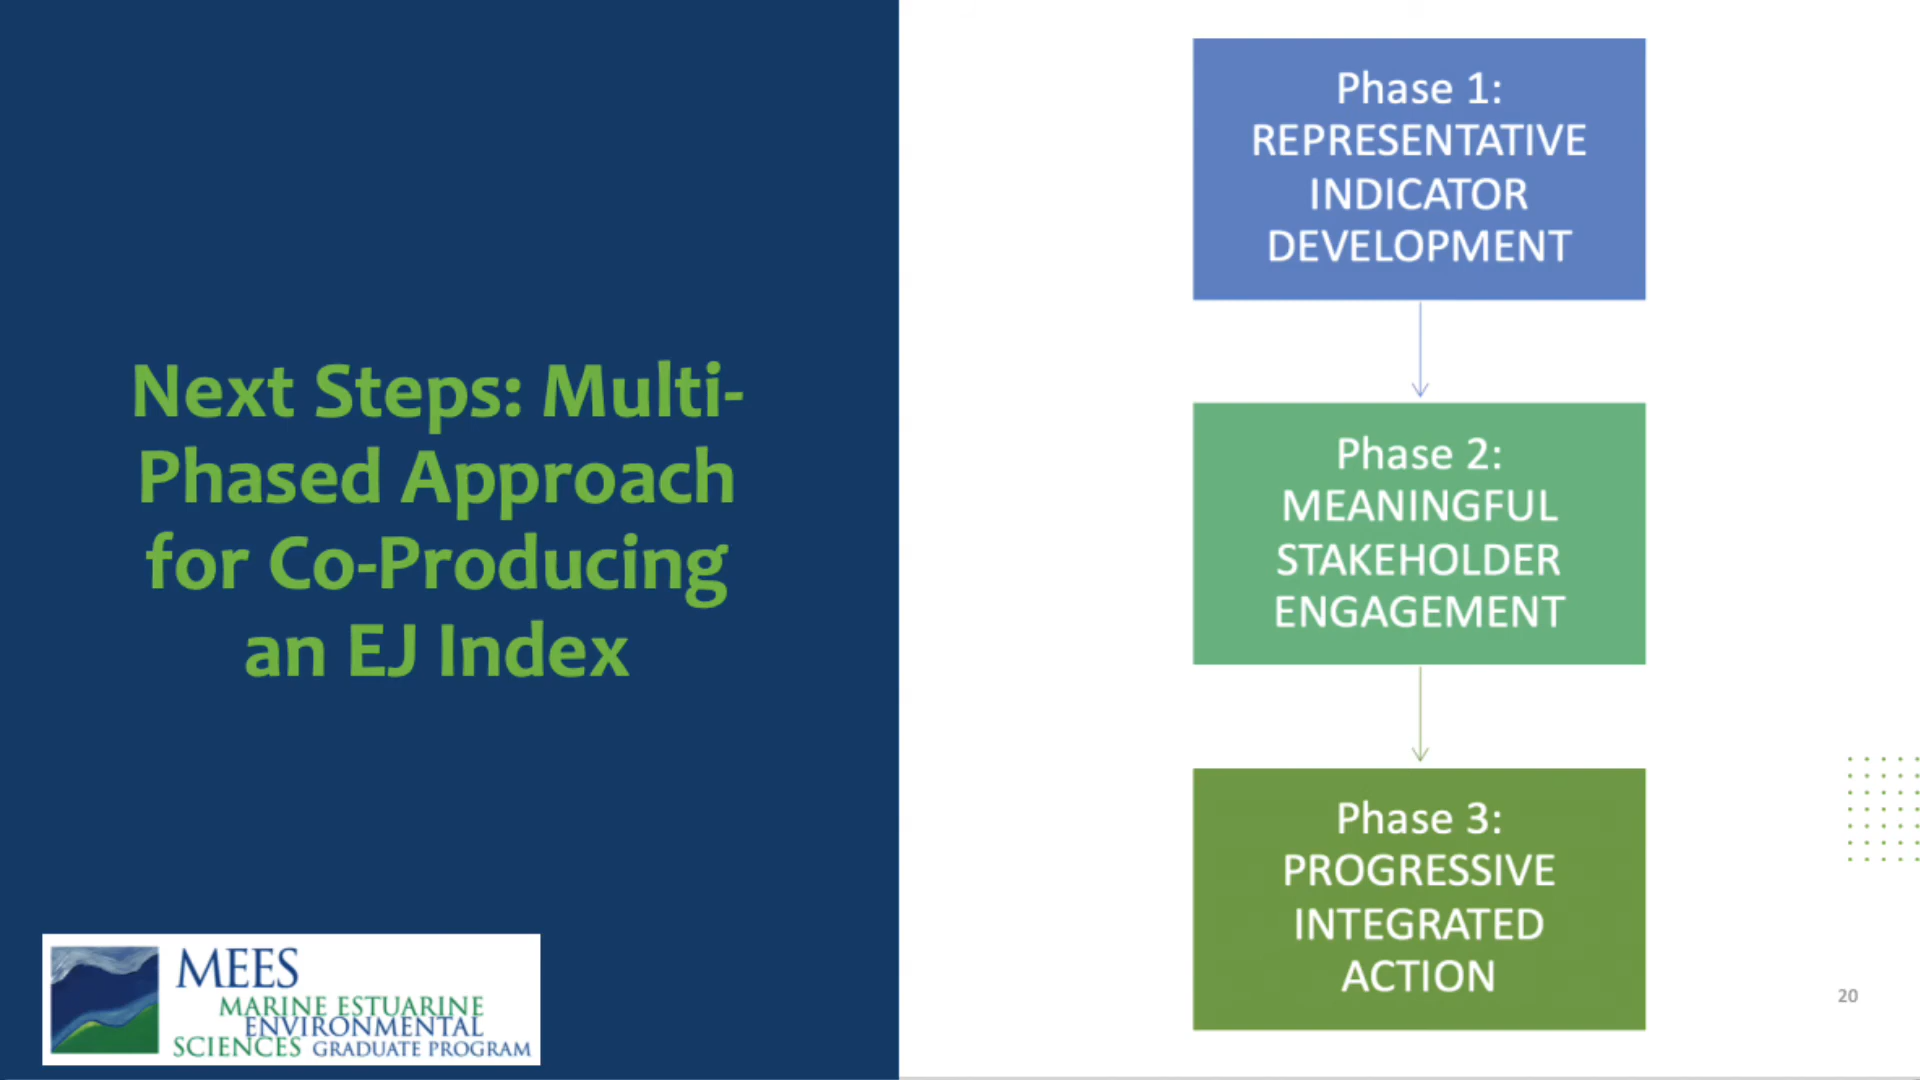 Next Steps: Multi-
Phased Approach
for Co-Producing
an EJ Index
MEES
MARINE ESTUARINE
ENVIRONMENTAL
SCIENCES GRADUATE PROGRAM
Phase 1:
REPRESENTATIVE
INDICATOR
DEVELOPMENT
Phase 2:
MEANINGFUL
STAKEHOLDER
ENGAGEMENT
Phase 3:
PROGRESSIVE
INTEGRATED
ACTION
20